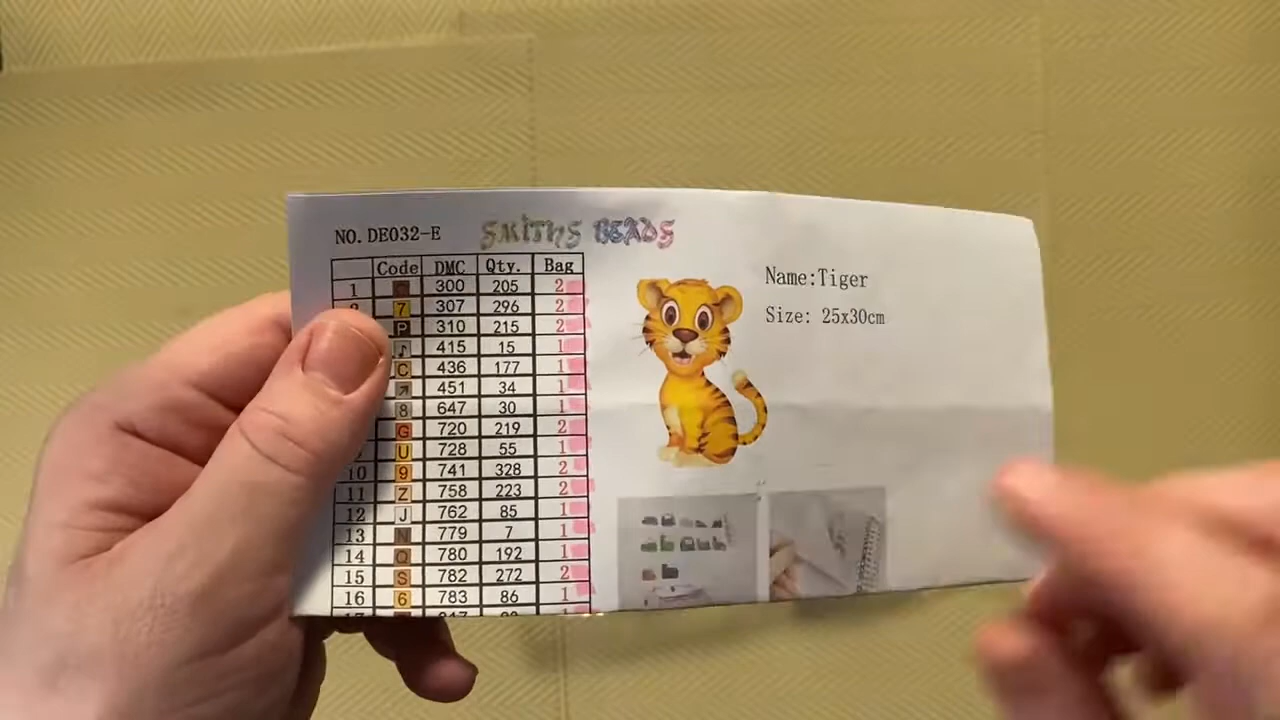 NO. DE032-E SMITHS BEADS
Code DMC Qty. Bag
1 300 205 2
7 307 296 2
P 310 215 2
♪ 415 15 1
C 436 177 1
↗ 451 34 1
8 647 30 1
G 720 219 2
U 728 55 1
10 9 741 328 2
11 Z 758 223 2
12 J 762 85 1
13 N 779 7 1
14 Q 780 192 1
15 S 782 272 2
16 6 783 86 1
Name:Tiger
Size: 25x30cm